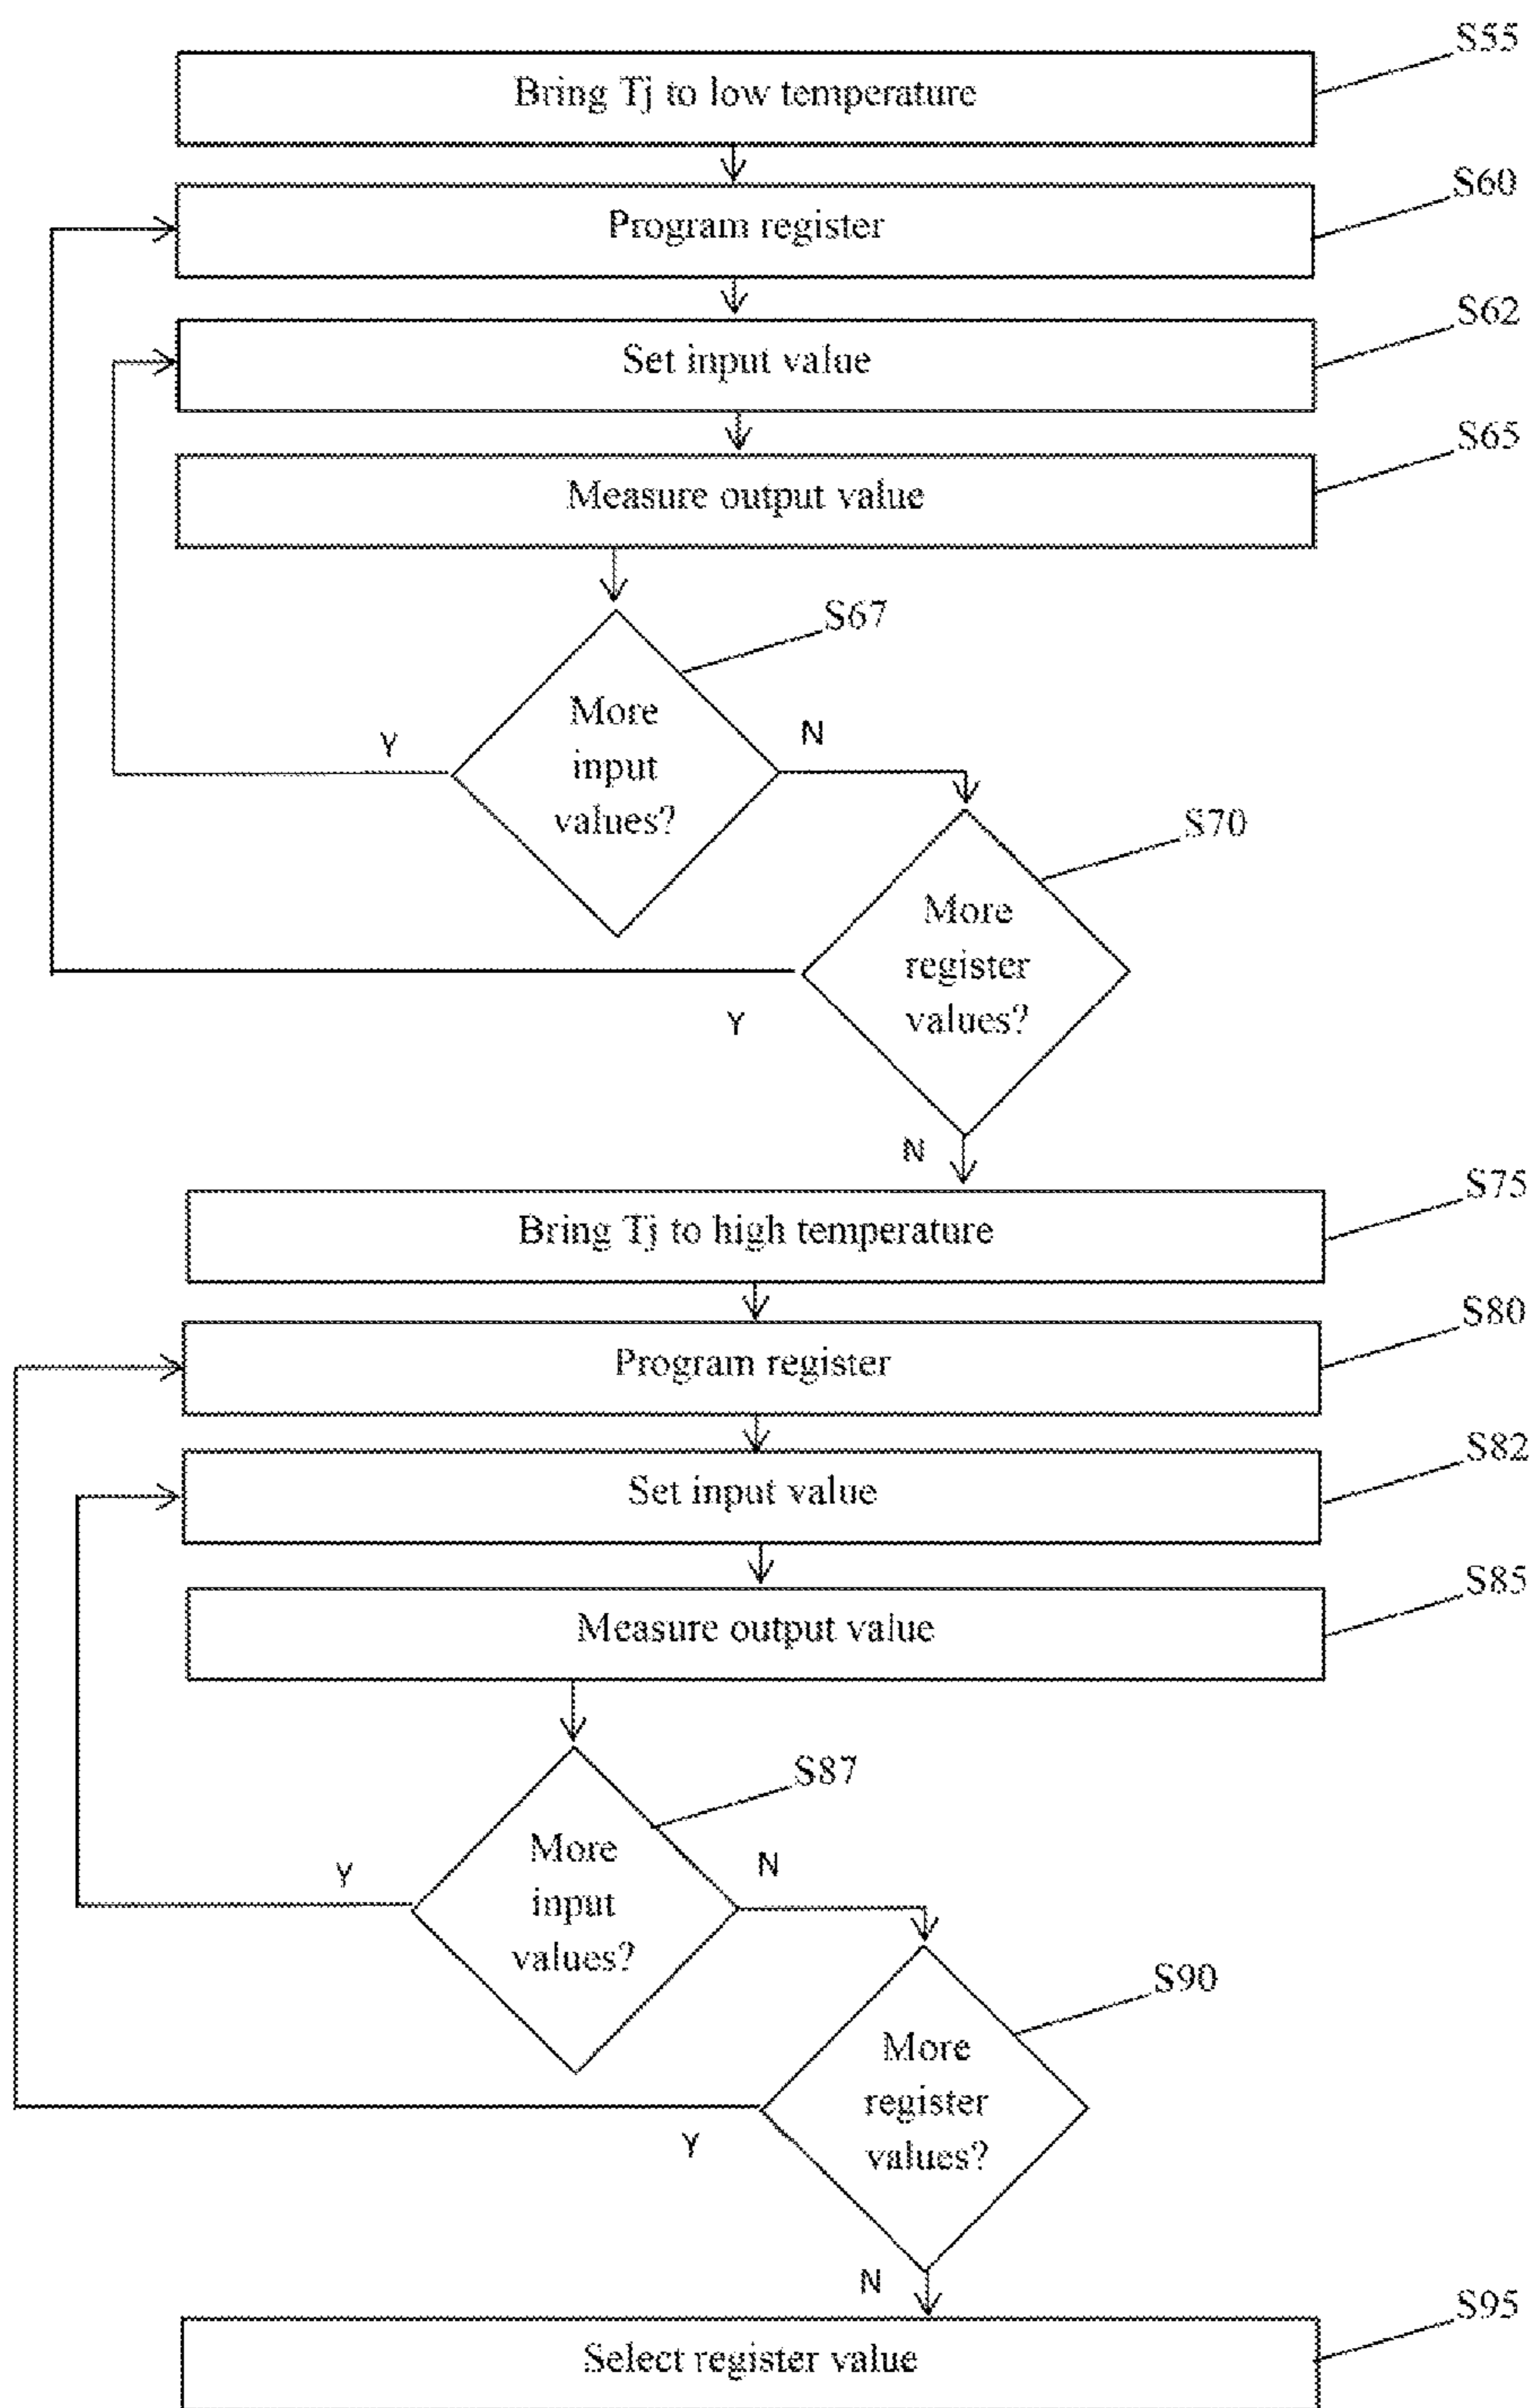 S55
Bring Tj to low temperature
S60
Program register
S62
Set input value
S65
Measure output value
S67
More
input
values?
Y
N
S70
More
register
values?
Y
N
S75
Bring Tj to high temperature
S80
Program register
S82
Set input value
S85
Measure output value
S87
More
input
values?
Y
N
S90
More
register
values?
Y
N
S95
Select register value